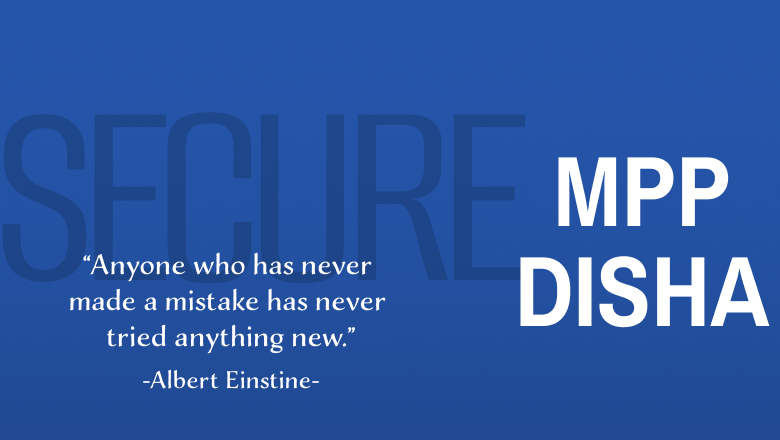 SECURE
“Anyone who has never
made a mistake has never
tried anything new.”
-Albert Einstine-
MPP
DISHA